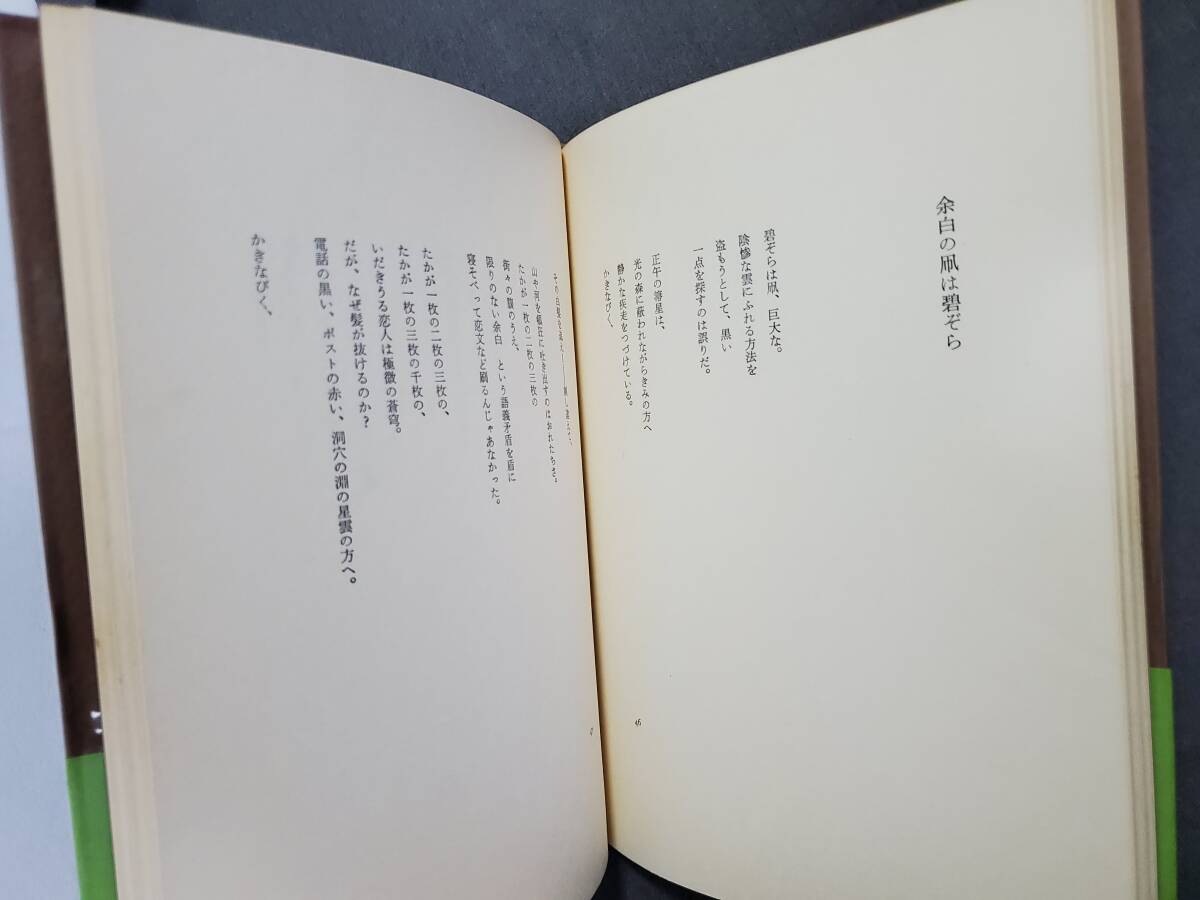 余白の凧は碧ぞら
碧ぞらは凧、巨大な。
陰惨な雲にふれる方法を
盗もうとして、黒い
一点を探すのは誤りだ。
正午の箒星は、
光の森に蔽われながらきみの方へ
静かな疾走をつづけている。
かきなびく、
46
山や河を幅狂に吐き出すのはおれたちさ。
たかが一枚の二枚の三枚の
街々の髗のうえ、
限りのない余白 という語義矛盾を盾に
寝そべって恋文など刷るんじゃあなかった。
たかが一枚の二枚の三枚の、
たかが一枚の三枚の千枚の、
いだきうる恋人は極微の蒼穹。
だが、なぜ髪が抜けるのか?
電話の黒い、ポストの赤い、洞穴の淵の星雲の方へ。
かきなびく、